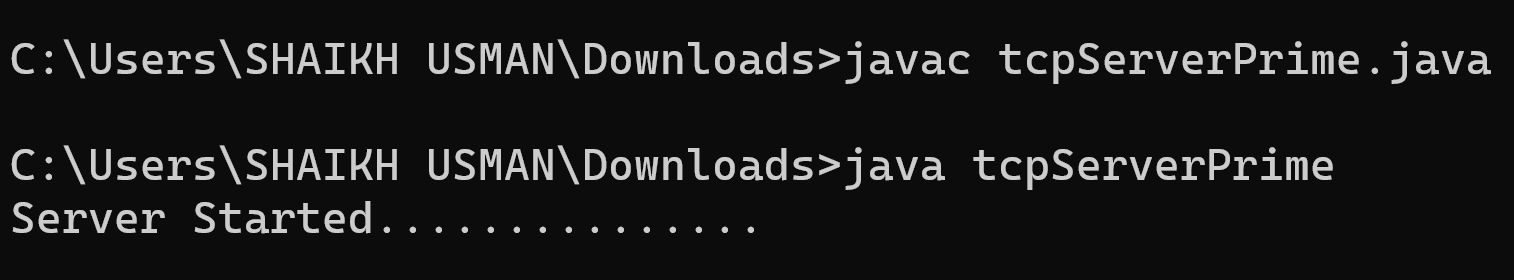 C:\Users\SHAIKH USMAN\Downloads>javac tcpServerPrime.java
C:\Users\SHAIKH USMAN\Downloads>java tcpServerPrime
Server Started...............